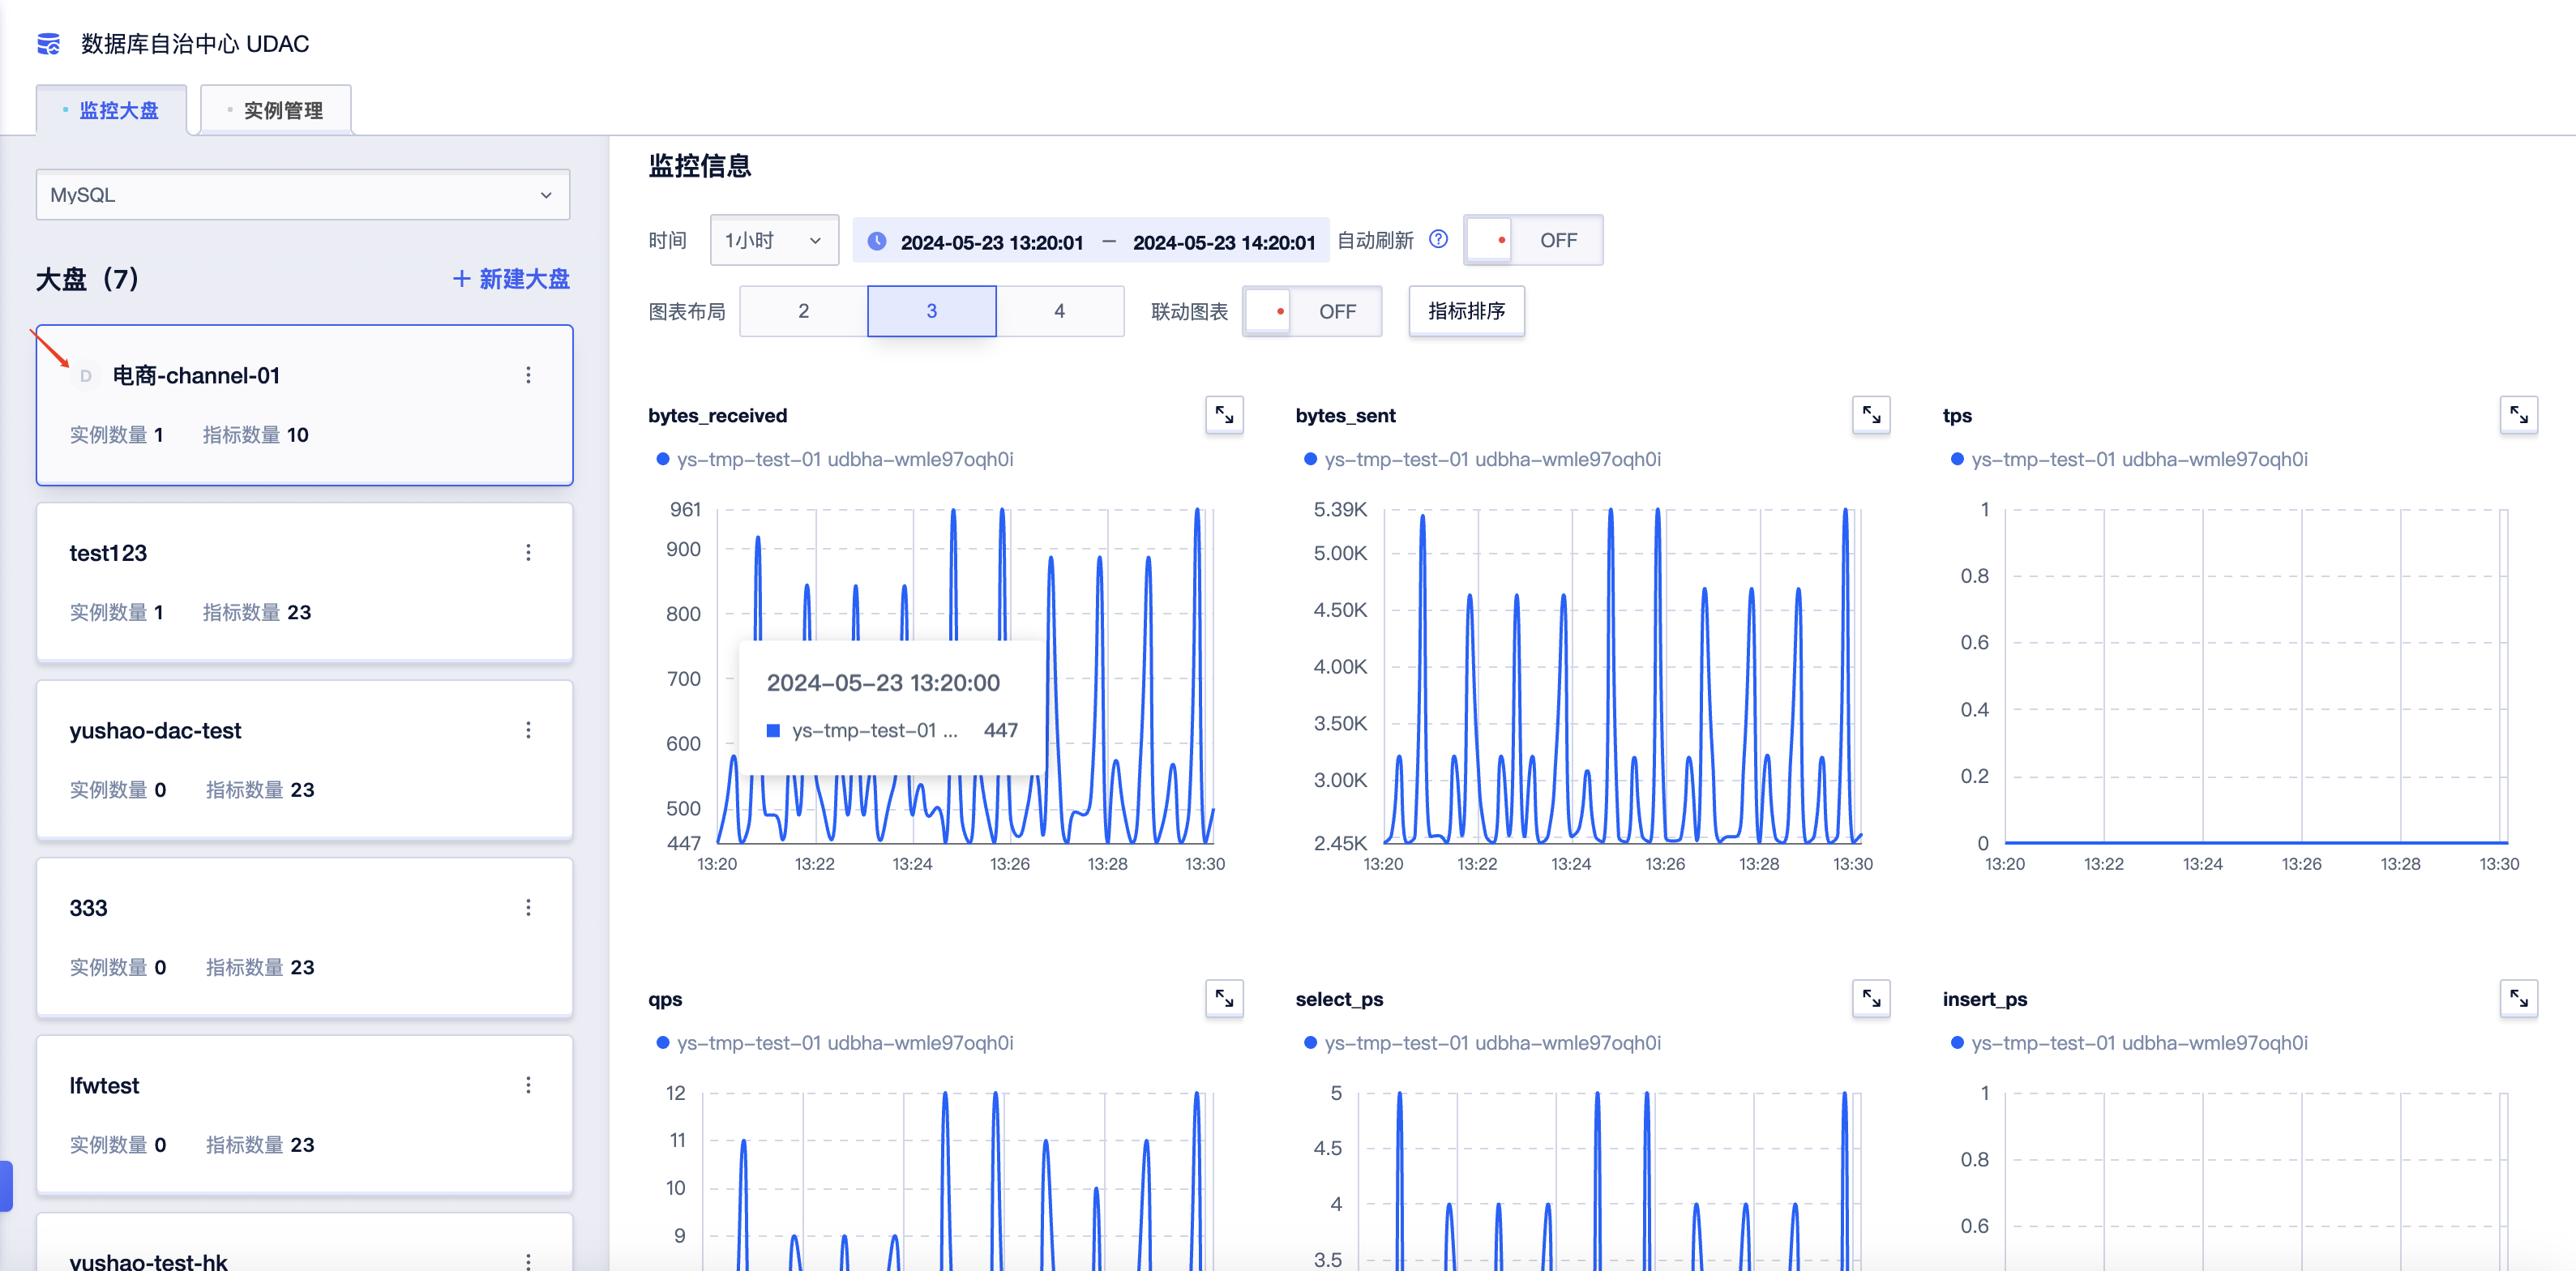 数据库自治中心 UDAC
监控大盘
实例管理
MySQL
大盘（7）
+ 新建大盘
D 电商-channel-01
实例数量 1 指标数量 10
test123
实例数量 1 指标数量 23
yushao-dac-test
实例数量 0 指标数量 23
333
实例数量 0 指标数量 23
lfwtest
实例数量 0 指标数量 23
yushao-test-hk
监控信息
时间 1小时 2024-05-23 13:20:01 — 2024-05-23 14:20:01 自动刷新 ? OFF
图表布局 2 3 4 联动图表 OFF 指标排序
bytes_received
ys-tmp-test-01 udbha-wmle97oqh0i
961
900
800
700
600
500
447
13:20 13:22 13:24 13:26 13:28 13:30
2024-05-23 13:20:00
ys-tmp-test-01 ... 447
bytes_sent
ys-tmp-test-01 udbha-wmle97oqh0i
5.39K
5.00K
4.50K
4.00K
3.50K
3.00K
2.45K
13:20 13:22 13:24 13:26 13:28 13:30
tps
ys-tmp-test-01 udbha-wmle97oqh0i
1
0.8
0.6
0.4
0.2
0
13:20 13:22 13:24 13:26 13:28 13:30
qps
ys-tmp-test-01 udbha-wmle97oqh0i
12
11
10
9
select_ps
ys-tmp-test-01 udbha-wmle97oqh0i
5
4.5
4
3.5
insert_ps
ys-tmp-test-01 udbha-wmle97oqh0i
1
0.8
0.6